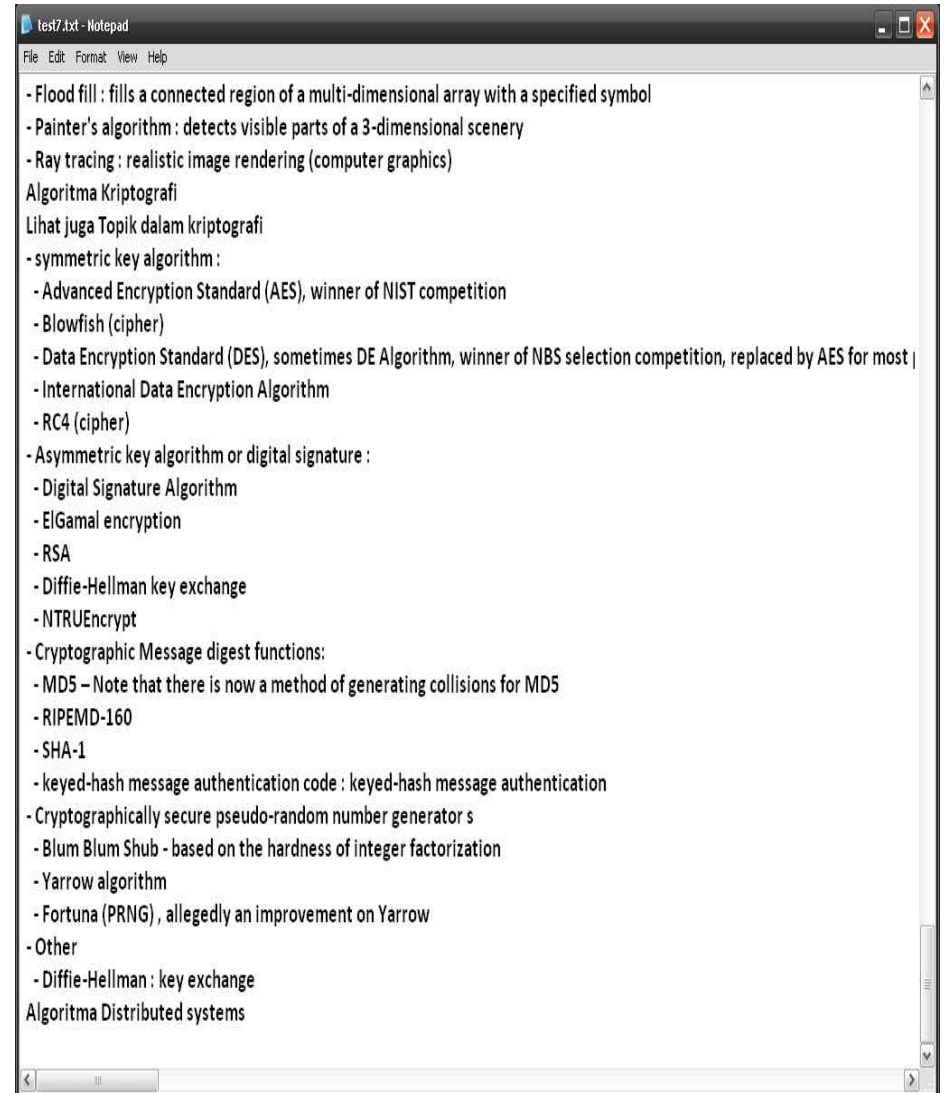 test7.txt - Notepad
File Edit Format View Help
- Flood fill : fills a connected region of a multi-dimensional array with a specified symbol
- Painter's algorithm : detects visible parts of a 3-dimensional scenery
- Ray tracing : realistic image rendering (computer graphics)
Algoritma Kriptografi
Lihat juga Topik dalam kriptografi
- symmetric key algorithm :
- Advanced Encryption Standard (AES), winner of NIST competition
- Blowfish (cipher)
- Data Encryption Standard (DES), sometimes DE Algorithm, winner of NBS selection competition, replaced by AES for most
- International Data Encryption Algorithm
- RC4 (cipher)
- Asymmetric key algorithm or digital signature :
- Digital Signature Algorithm
- ElGamal encryption
- RSA
- Diffie-Hellman key exchange
- NTRUEncrypt
- Cryptographic Message digest functions:
- MD5 – Note that there is now a method of generating collisions for MD5
- RIPEMD-160
- SHA-1
- keyed-hash message authentication code : keyed-hash message authentication
- Cryptographically secure pseudo-random number generator s
- Blum Blum Shub - based on the hardness of integer factorization
- Yarrow algorithm
- Fortuna (PRNG) , allegedly an improvement on Yarrow
- Other
- Diffie-Hellman : key exchange
Algoritma Distributed systems